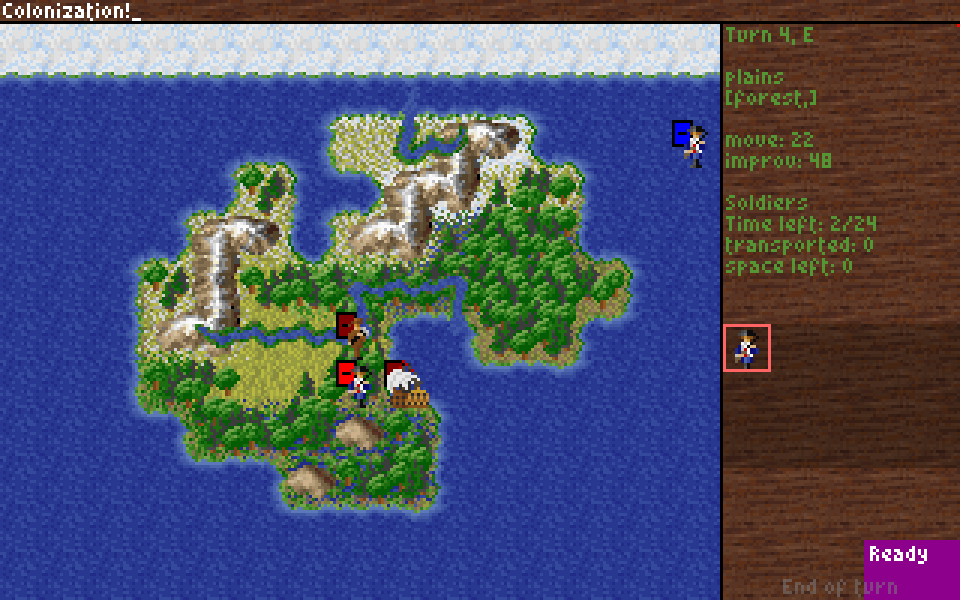 Colonization!_
Turn 4, E
plains
[forest,]
move: 22
improv: 48
Soldiers
Time left: 2/24
transported: 0
space left: 0
Ready
End of turn